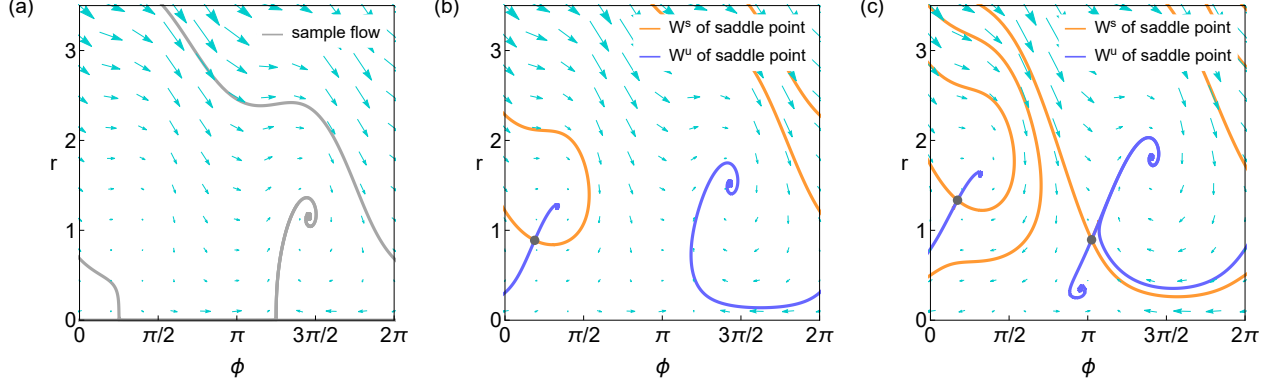 (a)
3
2
r
1
0
0
π/2
π
3π/2
2π
ϕ
sample flow
(b)
3
2
r
1
0
0
π/2
π
3π/2
2π
ϕ
Wˢ of saddle point
Wᵘ of saddle point
(c)
3
2
r
1
0
0
π/2
π
3π/2
2π
ϕ
Wˢ of saddle point
Wᵘ of saddle point